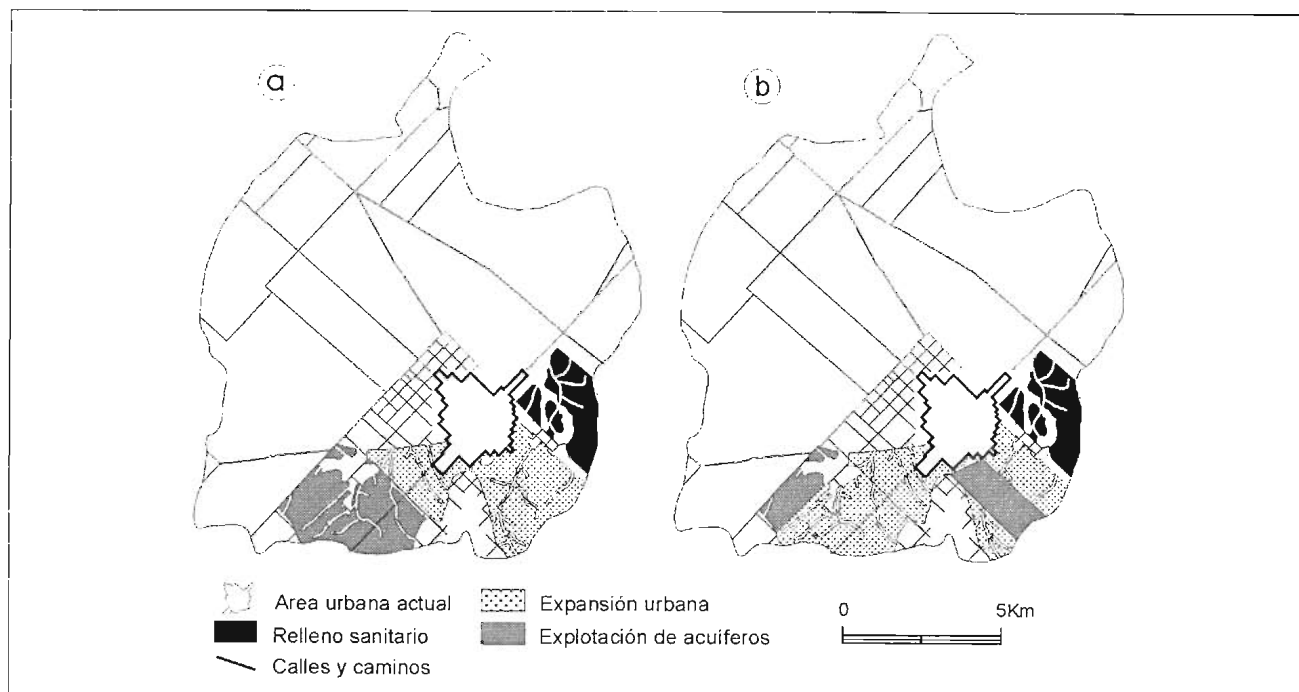 a
b
Area urbana actual
Relleno sanitario
Calles y caminos
Expansión urbana
Explotación de acuíferos
0 5Km